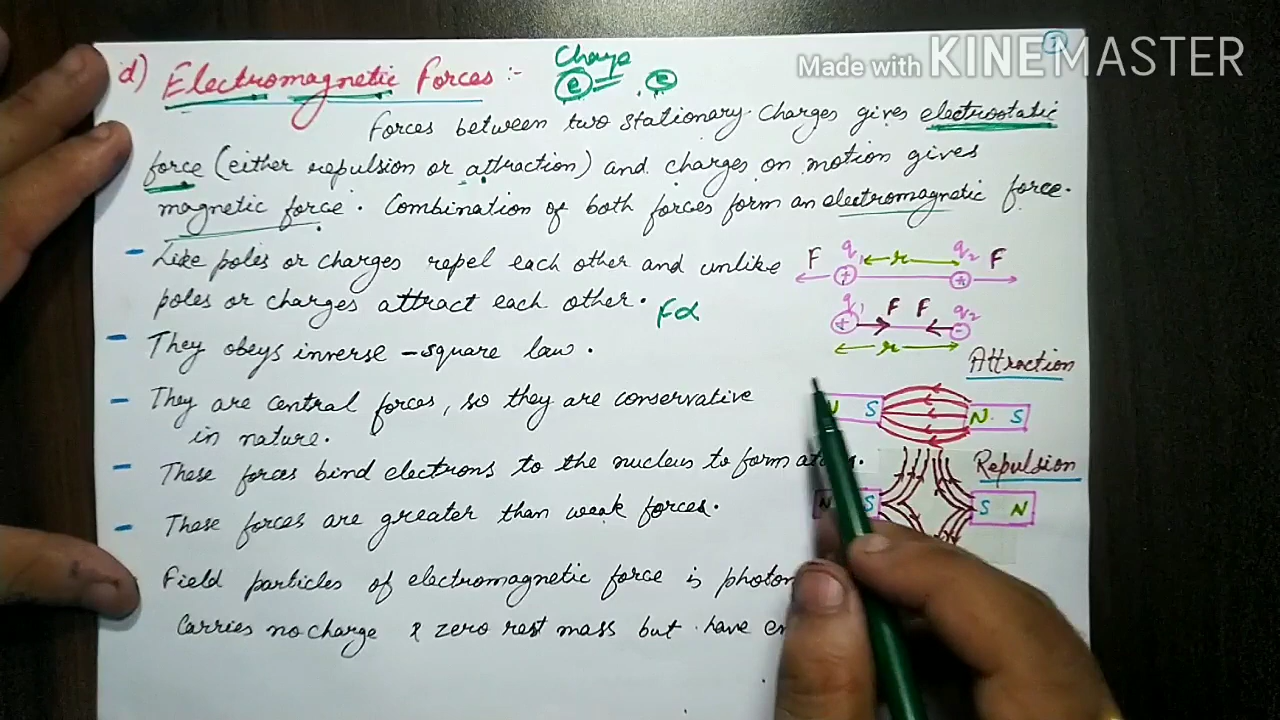 Made with KINEMASTER
Charge
e e
d) Electromagnetic Forces :-
Forces between two stationary charges gives electrostatic
force (either repulsion or attraction) and charges on motion gives
magnetic force. Combination of both forces form an electromagnetic force.
- Like poles or charges repel each other and unlike
poles or charges attract each other.
F∝
- They obeys inverse-square law.
- They are central forces, so they are conservative
in nature.
- These forces bind electrons to the nucleus to form
- These forces are greater than weak forces.
Field particles of electromagnetic force is photon
Carries no charge & zero rest mass but have
F q1 r q2 F
+ +
q1 F F q2
+ -
r
Attraction
N S N S
Repulsion
N S S N